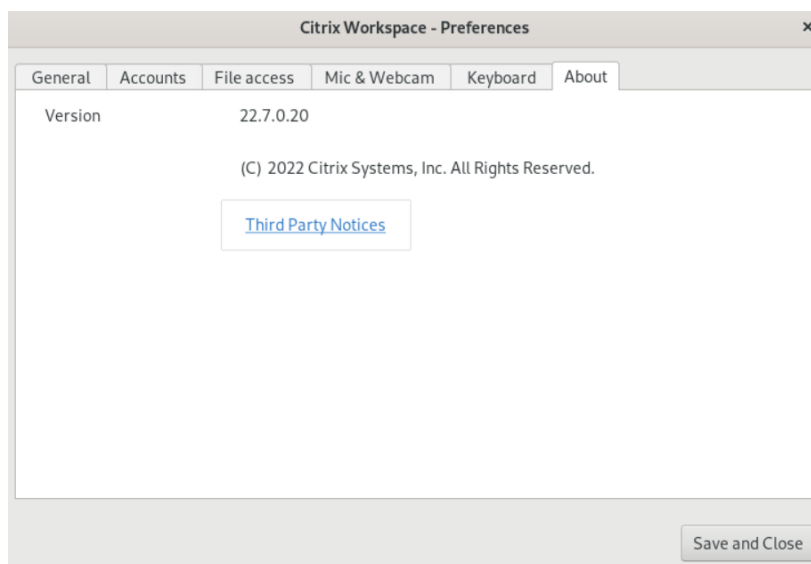 Citrix Workspace - Preferences ×
General Accounts File access Mic & Webcam Keyboard About
Version 22.7.0.20
(C) 2022 Citrix Systems, Inc. All Rights Reserved.
Third Party Notices
Save and Close